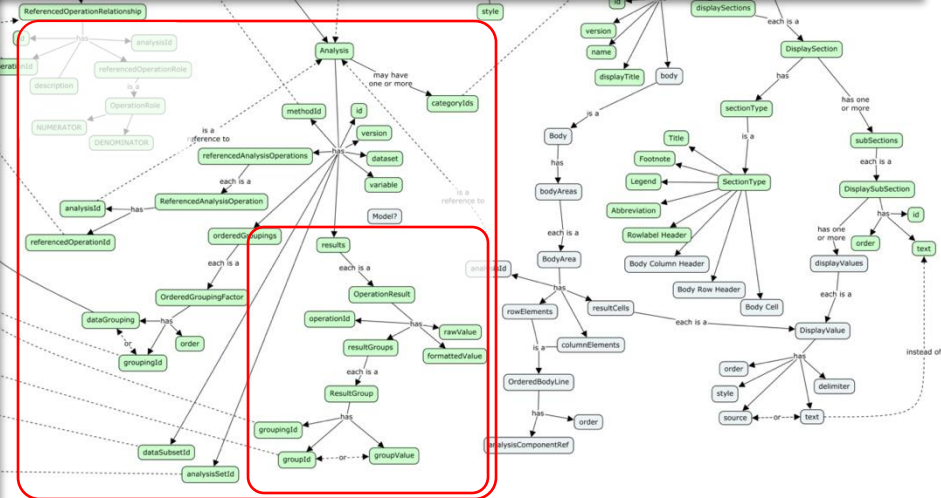 ReferencedOperationRelationship
style
id
displaySections
each is a
version
name
displayTitle
body
DisplaySection
has
analysisId
id
referencedOperationRole
description
is a
OperationRole
NUMERATOR
DENOMINATOR
Analysis
may have
one or more
categoryIds
methodId
id
version
is a
reference to
has
referencedAnalysisOperations
dataset
variable
each is a
ReferencedAnalysisOperation
analysisId
has
referencedOperationId
Model?
is a
reference to
orderedGroupings
each is a
OrderedGroupingFactor
has
dataGrouping
or
order
groupingId
results
each is a
OperationResult
has
operationId
rawValue
resultGroups
formattedValue
each is a
ResultGroup
has
groupingId
groupId
or
groupValue
dataSubsetId
analysisSetId
is a
Body
has
bodyAreas
each is a
BodyArea
has
rowElements
resultCells
each is a
is a
columnElements
OrderedBodyLine
has
order
analysisComponentRef
has
sectionType
is a
Title
Footnote
Legend
SectionType
Abbreviation
Rowlabel Header
Body Column Header
Body Row Header
Body Cell
has one
or more
subSections
each is a
DisplaySubSection
has
id
has one
or more
order
text
displayValues
each is a
DisplayValue
has
order
style
delimiter
source
or
text
instead of